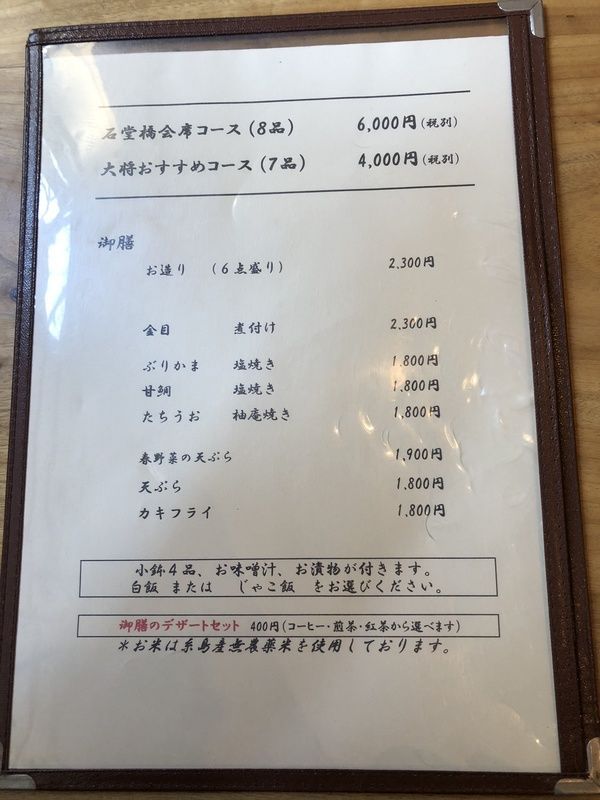 石堂橋会席コース（8品） 6,000円（税別）
大将おすすめコース（7品） 4,000円（税別）
御膳
お造り （6点盛り） 2,300円
金目 煮付け 2,300円
ぶりかま 塩焼き 1,800円
甘鯛 塩焼き 1,800円
たちうお 柚庵焼き 1,800円
春野菜の天ぷら 1,900円
天ぷら 1,800円
カキフライ 1,800円
小鉢4品、お味噌汁、お漬物が付きます。
白飯 または じゃこ飯 をお選びください。
御膳のデザートセット 400円（コーヒー・煎茶・紅茶から選べます）
＊お米は糸島産無農薬米を使用しております。